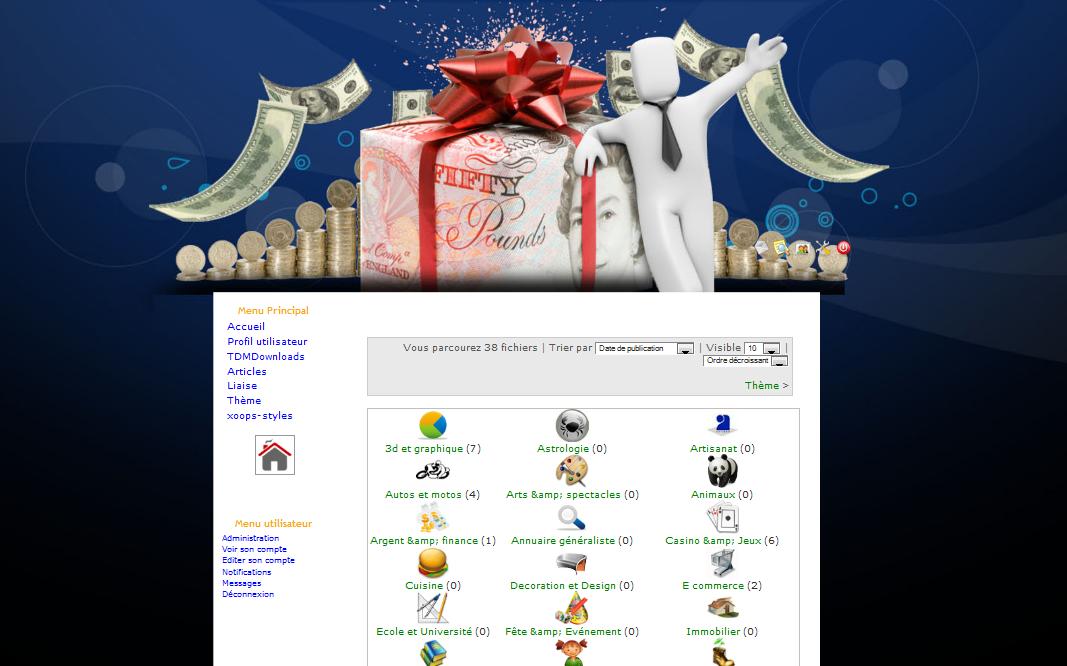 FIFTY
Pounds
ENGLAND
Menu Principal
Accueil
Profil utilisateur
TDMDownloads
Articles
Liaise
Thème
xoops-styles
Menu utilisateur
Administration
Voir son compte
Editer son compte
Notifications
Messages
Déconnexion
Vous parcourez 38 fichiers | Trier par Date de publication | Visible 10 |
Ordre décroissant
Thème >
3d et graphique (7) Astrologie (0) Artisanat (0)
Autos et motos (4) Arts &amp; spectacles (0) Animaux (0)
Argent &amp; finance (1) Annuaire généraliste (0) Casino &amp; Jeux (6)
Cuisine (0) Decoration et Design (0) E commerce (2)
Ecole et Université (0) Fête &amp; Evénement (0) Immobilier (0)